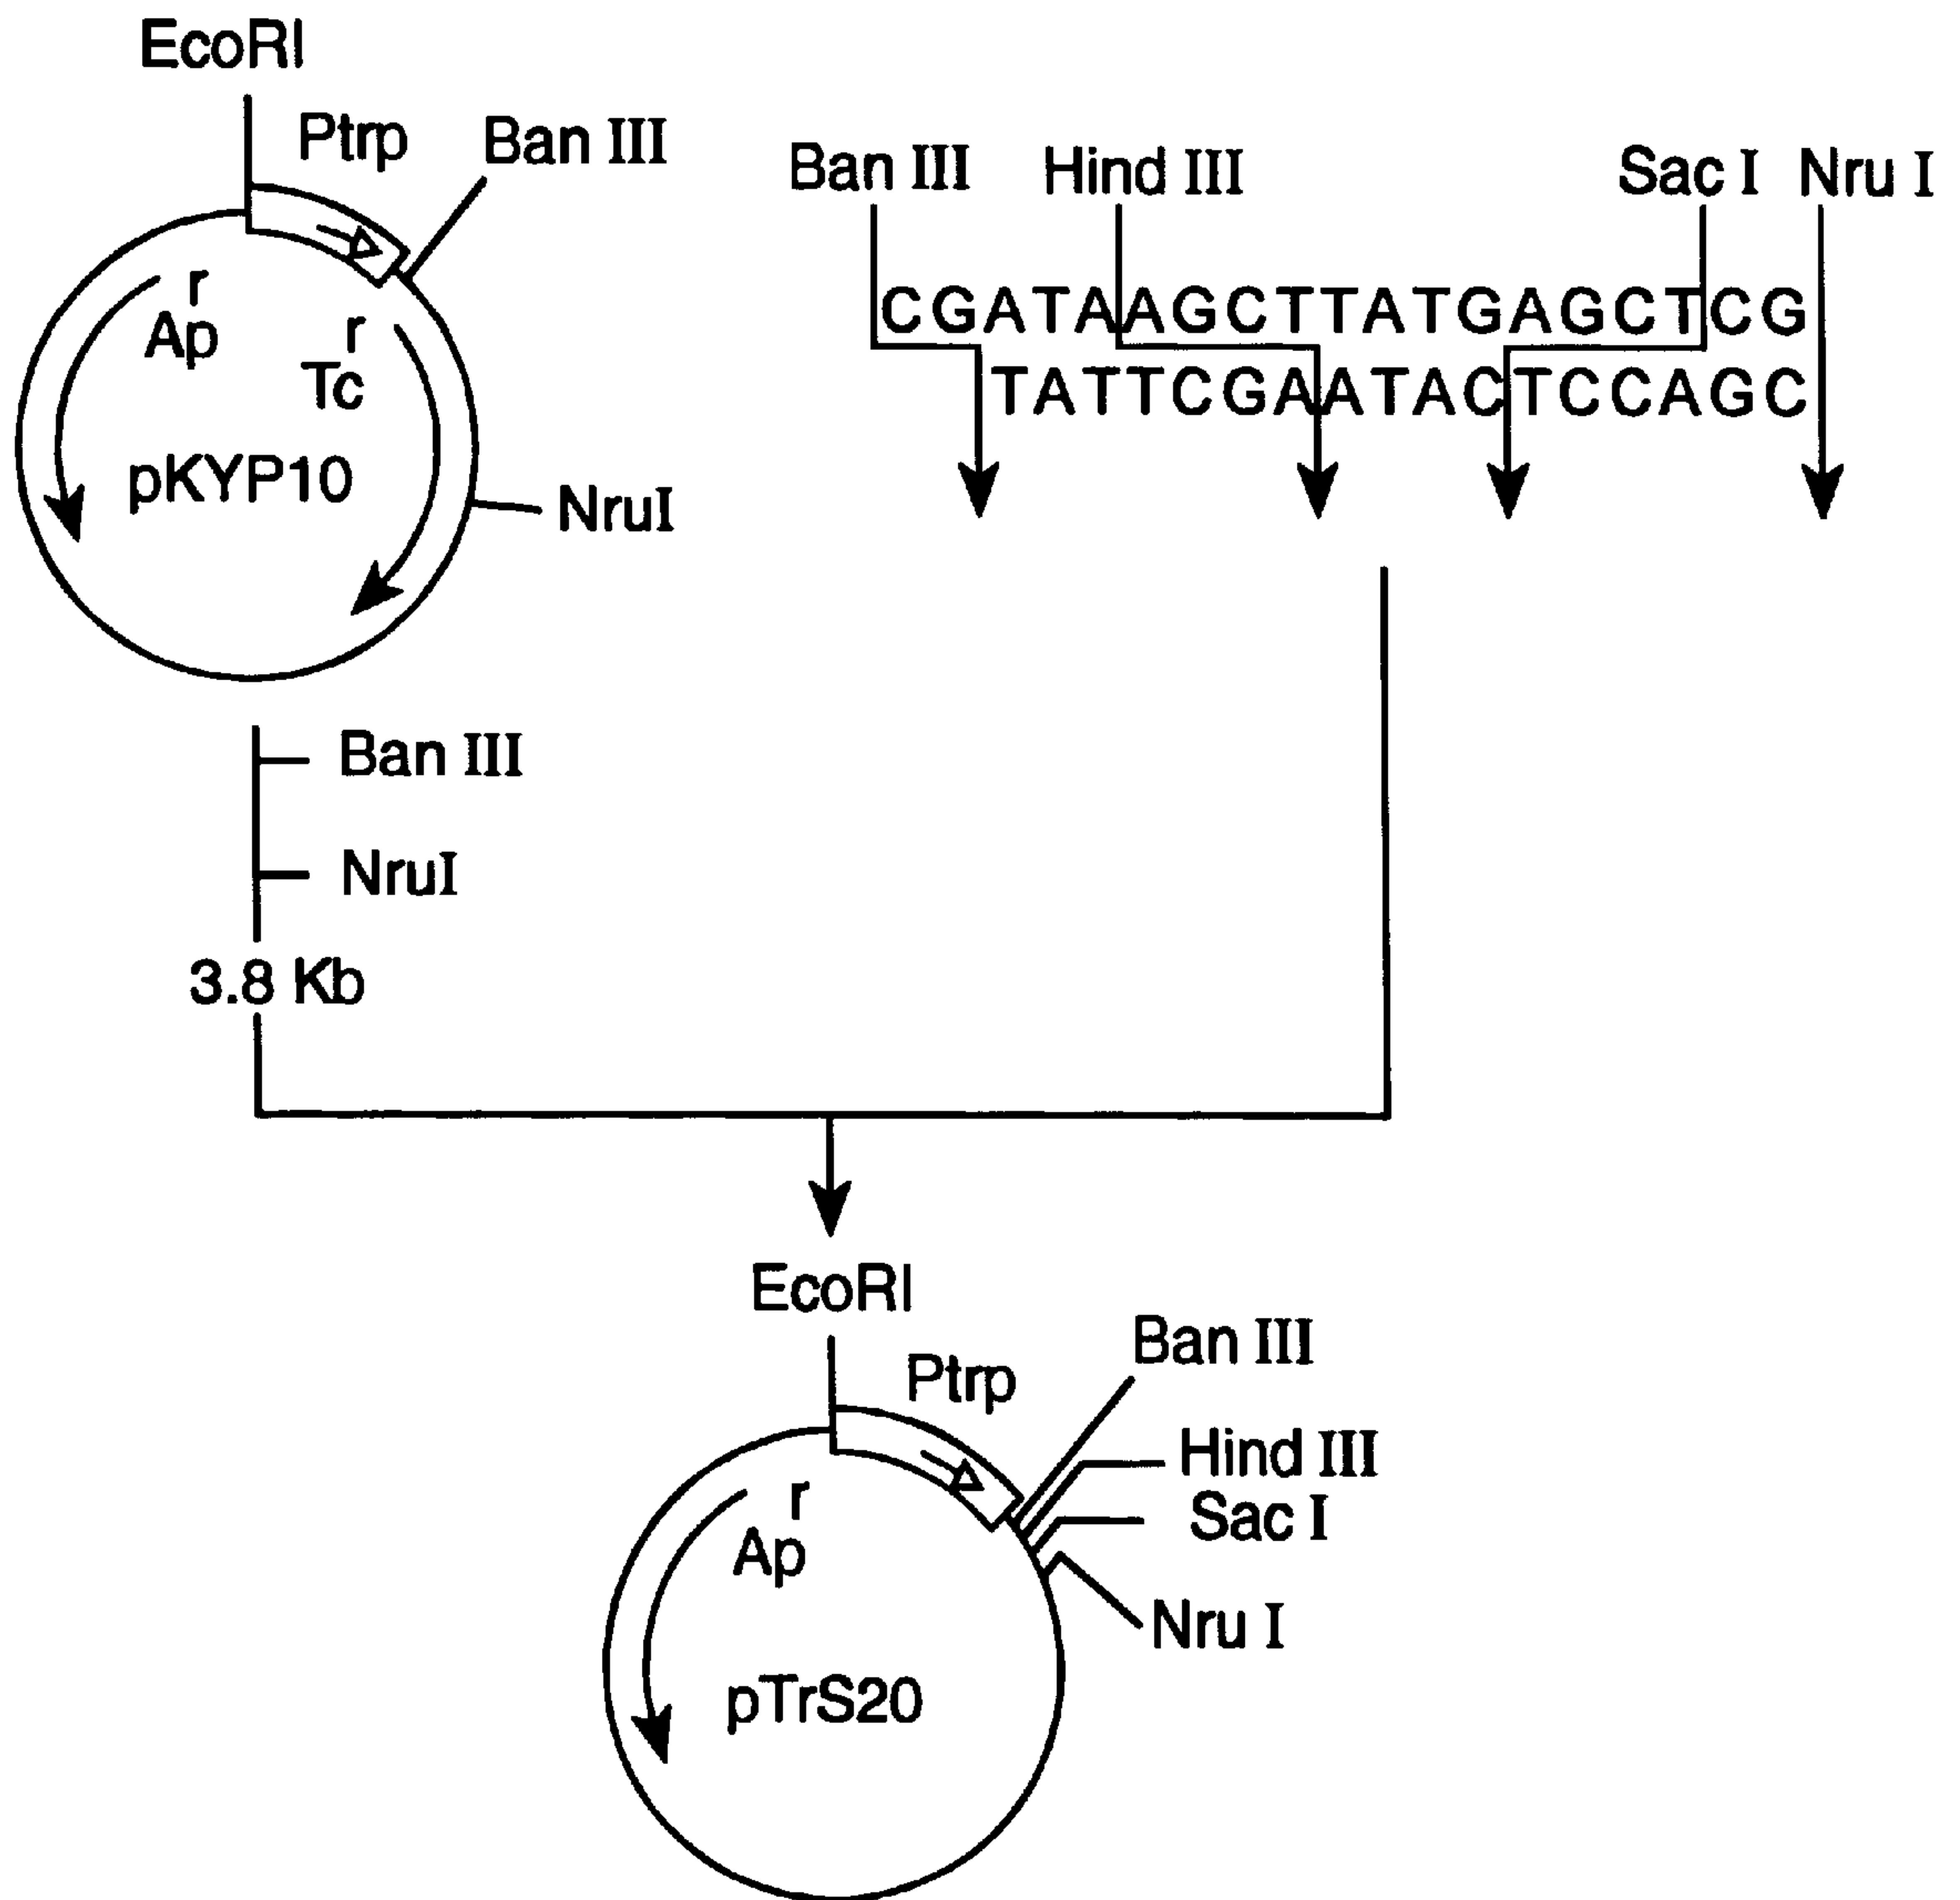 EcoRI
Ptrp
Ban III
r
Ap
r
Tc
pKYP10
NruI
Ban III
Hind III
Sac I
Nru I
CGATAAGCTTATGAGCTCG
TATTCGAATACTCCAGC
Ban III
NruI
3.8 Kb
EcoRI
Ptrp
Ban III
Hind III
Sac I
Nru I
r
Ap
pTrS20